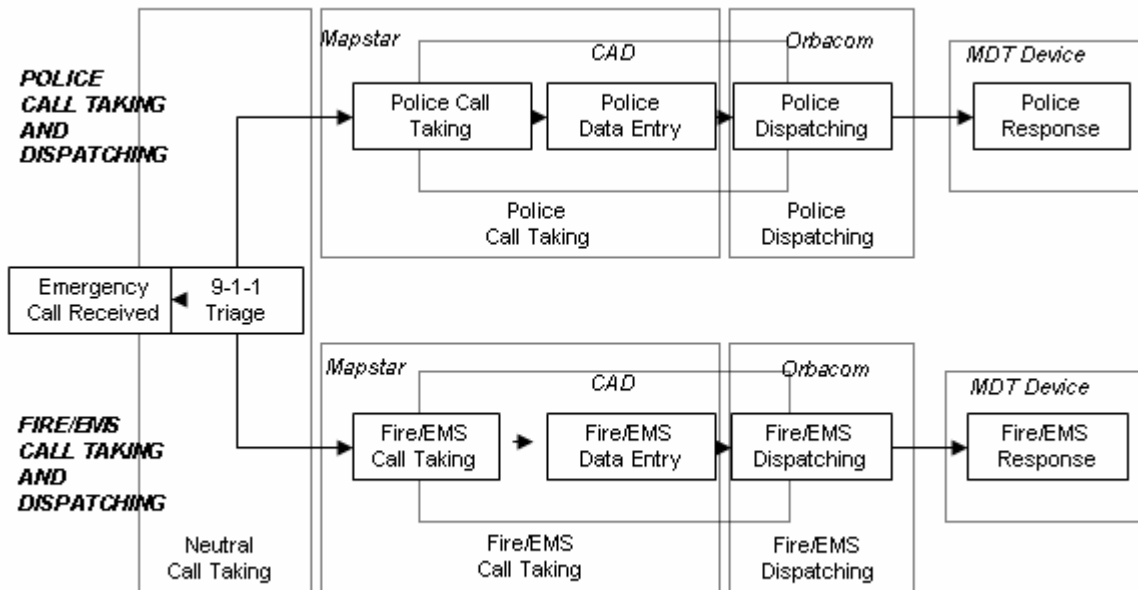 Mapstar
CAD
Orbacom
MDT Device
POLICE
CALL TAKING
AND
DISPATCHING
Police Call
Taking
Police
Data Entry
Police
Dispatching
Police
Response
Police
Call Taking
Police
Dispatching
Emergency
Call Received
9-1-1
Triage
Mapstar
CAD
Orbacom
MDT Device
FIRE/EMS
CALL TAKING
AND
DISPATCHING
Fire/EMS
Call Taking
Fire/EMS
Data Entry
Fire/EMS
Dispatching
Fire/EMS
Response
Neutral
Call Taking
Fire/EMS
Call Taking
Fire/EMS
Dispatching